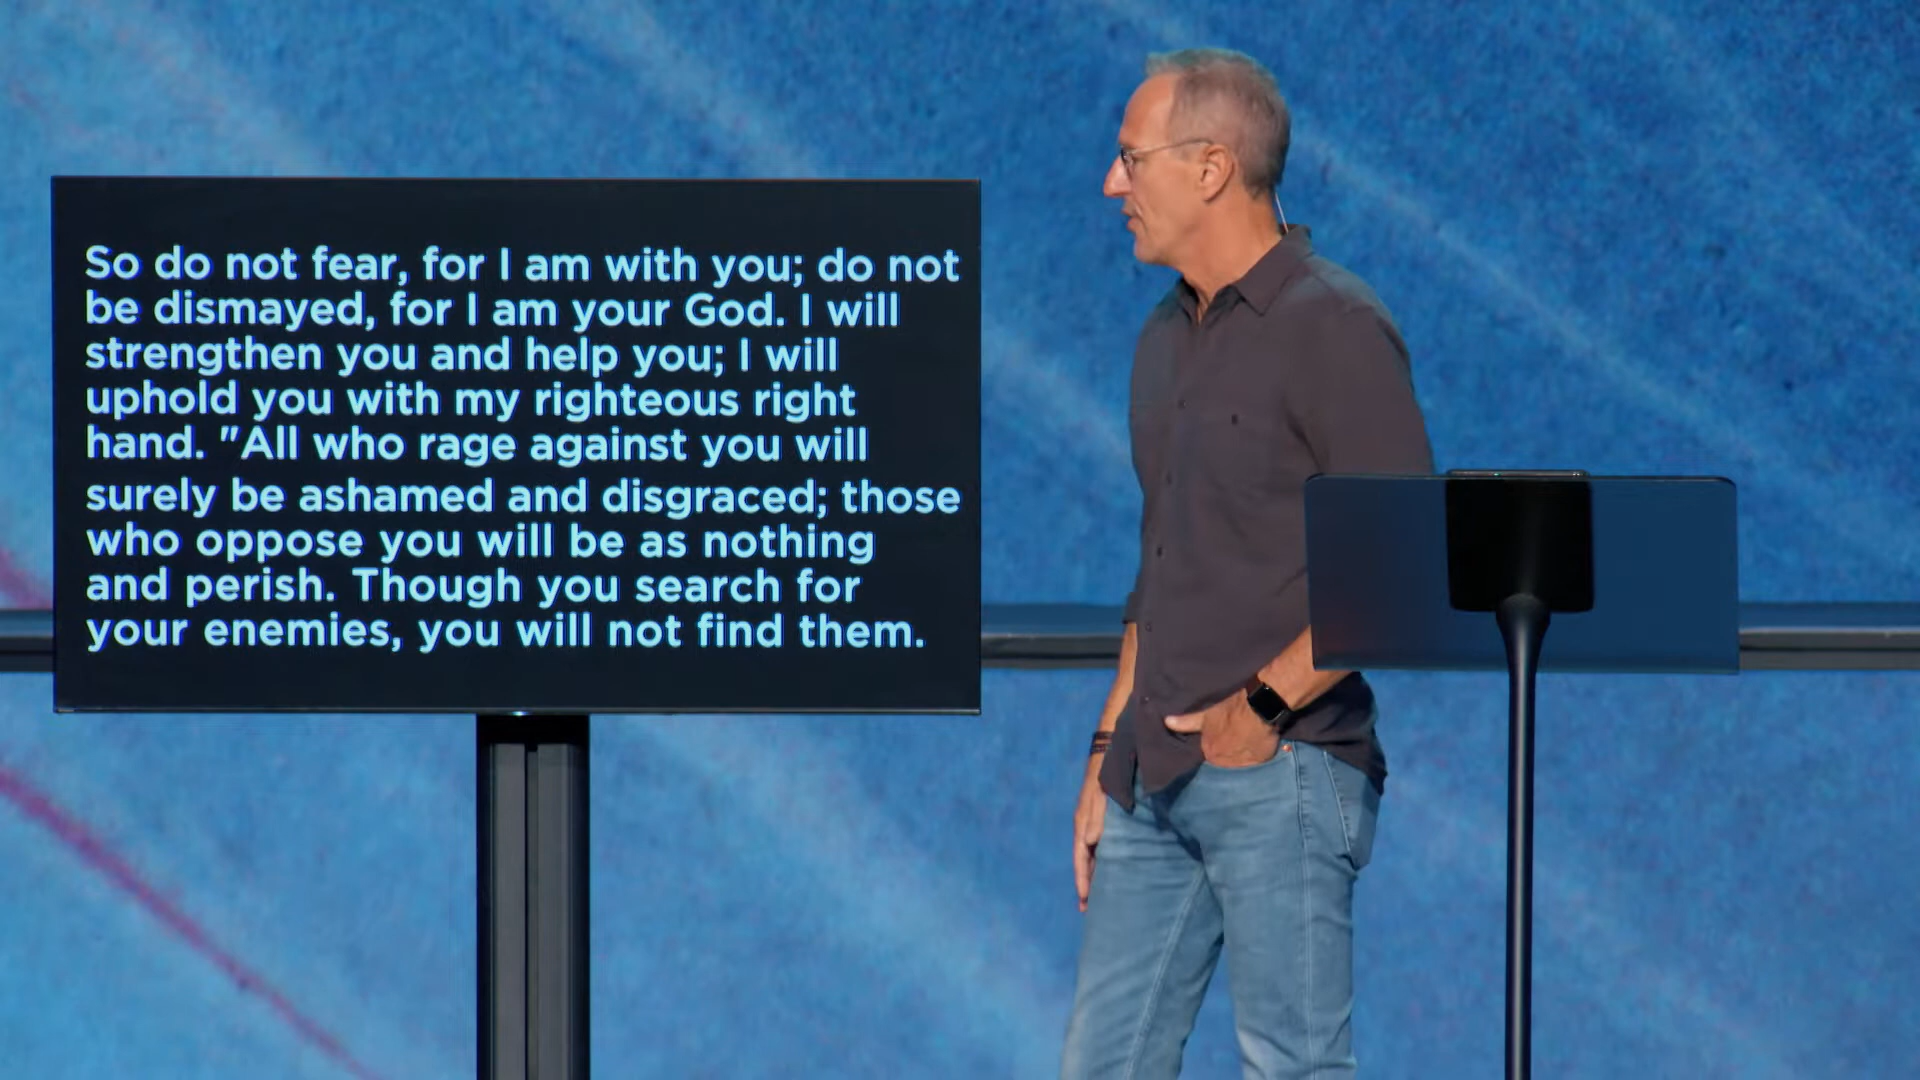 So do not fear, for I am with you; do not
be dismayed, for I am your God. I will
strengthen you and help you; I will
uphold you with my righteous right
hand. "All who rage against you will
surely be ashamed and disgraced; those
who oppose you will be as nothing
and perish. Though you search for
your enemies, you will not find them.